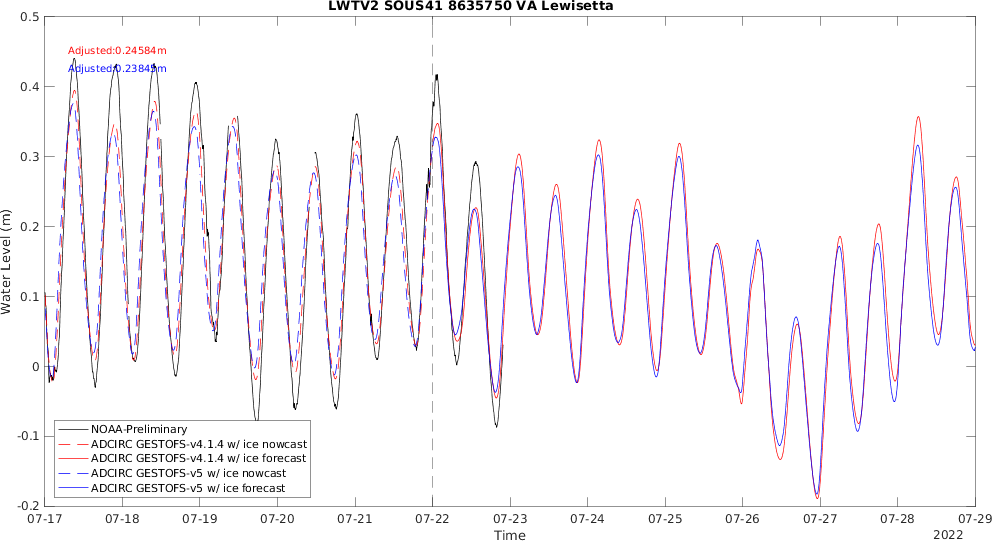 LWTV2 SOUS41 8635750 VA Lewisetta
Adjusted:0.24584m
Adjusted:0.23845m
Water Level (m)
0.5
0.4
0.3
0.2
0.1
0
-0.1
-0.2
NOAA-Preliminary
ADCIRC GESTOFS-v4.1.4 w/ ice nowcast
ADCIRC GESTOFS-v4.1.4 w/ ice forecast
ADCIRC GESTOFS-v5 w/ ice nowcast
ADCIRC GESTOFS-v5 w/ ice forecast
07-17 07-18 07-19 07-20 07-21 07-22 07-23 07-24 07-25 07-26 07-27 07-28 07-29
Time
2022